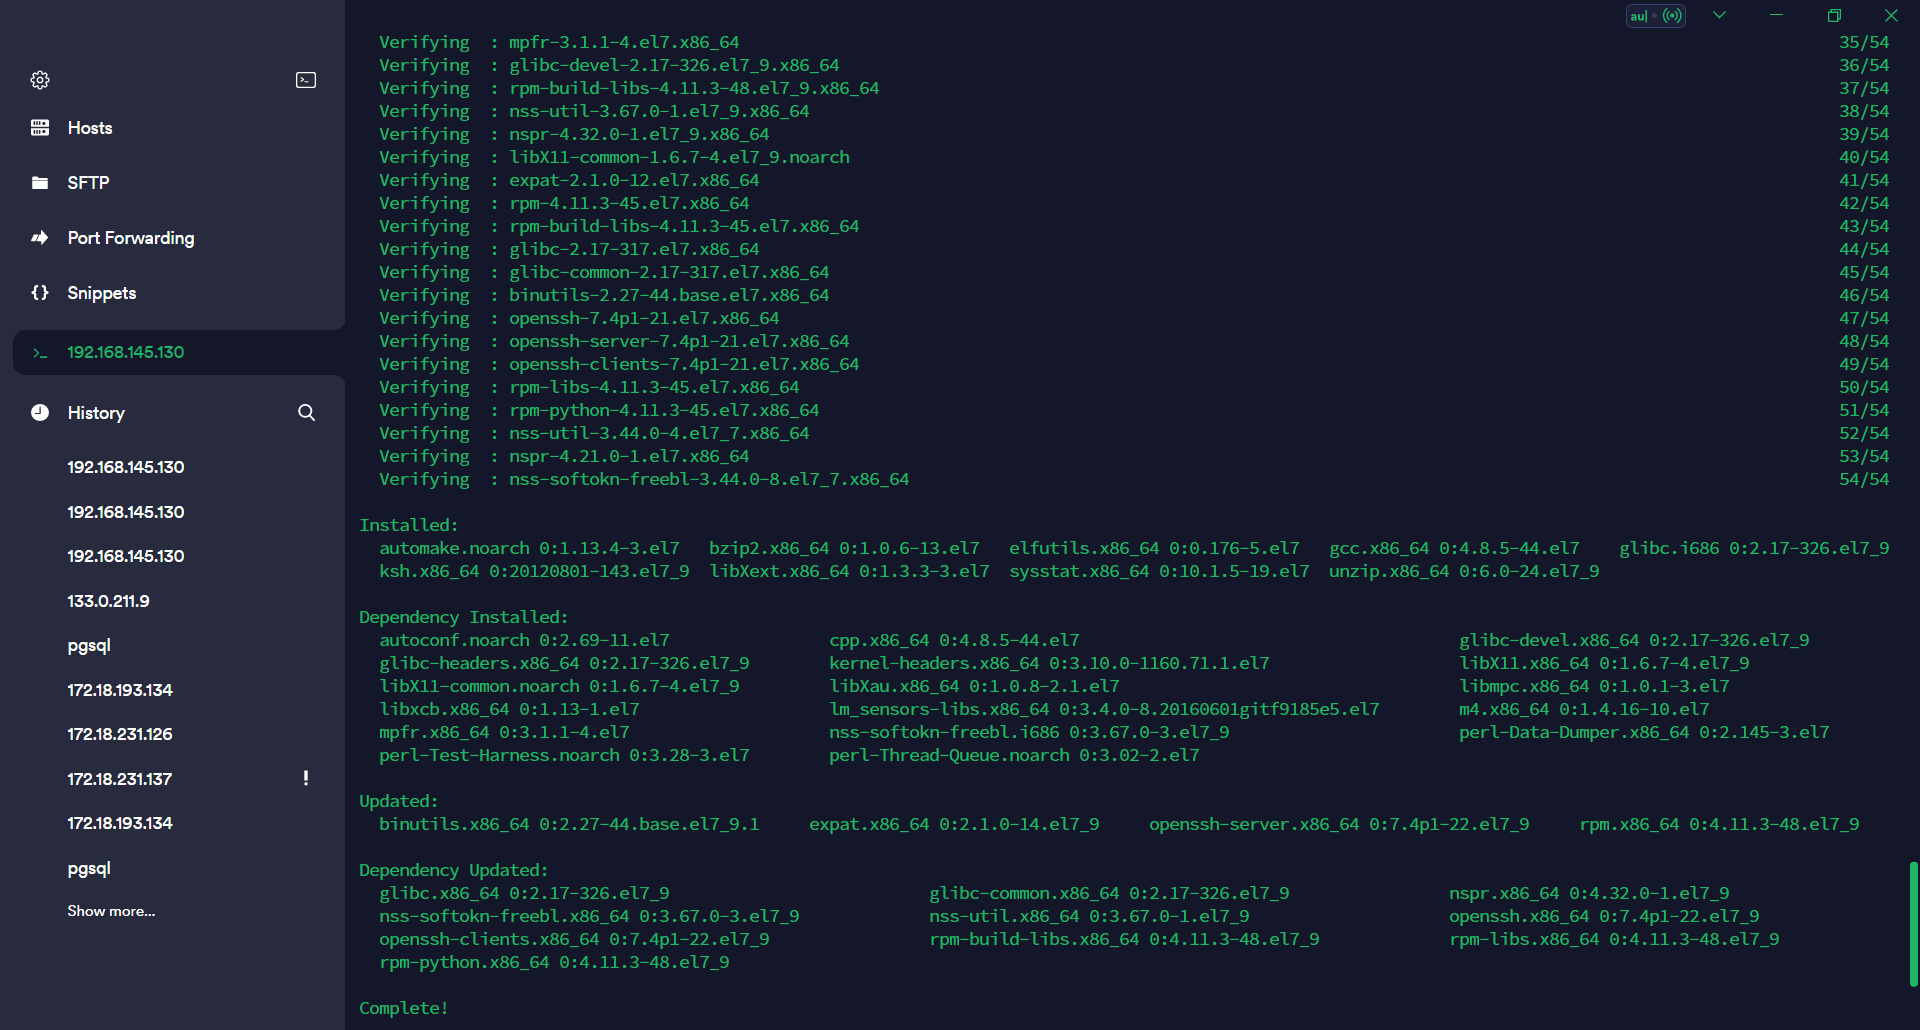 au|
Hosts
SFTP
Port Forwarding
Snippets
192.168.145.130
History
192.168.145.130
192.168.145.130
192.168.145.130
133.0.211.9
pgsql
172.18.193.134
172.18.231.126
172.18.231.137 !
172.18.193.134
pgsql
Show more...
Verifying : mpfr-3.1.1-4.el7.x86_64 35/54
Verifying : glibc-devel-2.17-326.el7_9.x86_64 36/54
Verifying : rpm-build-libs-4.11.3-48.el7_9.x86_64 37/54
Verifying : nss-util-3.67.0-1.el7_9.x86_64 38/54
Verifying : nspr-4.32.0-1.el7_9.x86_64 39/54
Verifying : libX11-common-1.6.7-4.el7_9.noarch 40/54
Verifying : expat-2.1.0-12.el7.x86_64 41/54
Verifying : rpm-4.11.3-45.el7.x86_64 42/54
Verifying : rpm-build-libs-4.11.3-45.el7.x86_64 43/54
Verifying : glibc-2.17-317.el7.x86_64 44/54
Verifying : glibc-common-2.17-317.el7.x86_64 45/54
Verifying : binutils-2.27-44.base.el7.x86_64 46/54
Verifying : openssh-7.4p1-21.el7.x86_64 47/54
Verifying : openssh-server-7.4p1-21.el7.x86_64 48/54
Verifying : openssh-clients-7.4p1-21.el7.x86_64 49/54
Verifying : rpm-libs-4.11.3-45.el7.x86_64 50/54
Verifying : rpm-python-4.11.3-45.el7.x86_64 51/54
Verifying : nss-util-3.44.0-4.el7_7.x86_64 52/54
Verifying : nspr-4.21.0-1.el7.x86_64 53/54
Verifying : nss-softokn-freebl-3.44.0-8.el7_7.x86_64 54/54
Installed:
automake.noarch 0:1.13.4-3.el7 bzip2.x86_64 0:1.0.6-13.el7 elfutils.x86_64 0:0.176-5.el7 gcc.x86_64 0:4.8.5-44.el7 glibc.i686 0:2.17-326.el7_9
ksh.x86_64 0:20120801-143.el7_9 libXext.x86_64 0:1.3.3-3.el7 sysstat.x86_64 0:10.1.5-19.el7 unzip.x86_64 0:6.0-24.el7_9
Dependency Installed:
autoconf.noarch 0:2.69-11.el7 cpp.x86_64 0:4.8.5-44.el7 glibc-devel.x86_64 0:2.17-326.el7_9
glibc-headers.x86_64 0:2.17-326.el7_9 kernel-headers.x86_64 0:3.10.0-1160.71.1.el7 libX11.x86_64 0:1.6.7-4.el7_9
libX11-common.noarch 0:1.6.7-4.el7_9 libXau.x86_64 0:1.0.8-2.1.el7 libmpc.x86_64 0:1.0.1-3.el7
libxcb.x86_64 0:1.13-1.el7 lm_sensors-libs.x86_64 0:3.4.0-8.20160601gitf9185e5.el7 m4.x86_64 0:1.4.16-10.el7
mpfr.x86_64 0:3.1.1-4.el7 nss-softokn-freebl.i686 0:3.67.0-3.el7_9 perl-Data-Dumper.x86_64 0:2.145-3.el7
perl-Test-Harness.noarch 0:3.28-3.el7 perl-Thread-Queue.noarch 0:3.02-2.el7
Updated:
binutils.x86_64 0:2.27-44.base.el7_9.1 expat.x86_64 0:2.1.0-14.el7_9 openssh-server.x86_64 0:7.4p1-22.el7_9 rpm.x86_64 0:4.11.3-48.el7_9
Dependency Updated:
glibc.x86_64 0:2.17-326.el7_9 glibc-common.x86_64 0:2.17-326.el7_9 nspr.x86_64 0:4.32.0-1.el7_9
nss-softokn-freebl.x86_64 0:3.67.0-3.el7_9 nss-util.x86_64 0:3.67.0-1.el7_9 openssh.x86_64 0:7.4p1-22.el7_9
openssh-clients.x86_64 0:7.4p1-22.el7_9 rpm-build-libs.x86_64 0:4.11.3-48.el7_9 rpm-libs.x86_64 0:4.11.3-48.el7_9
rpm-python.x86_64 0:4.11.3-48.el7_9
Complete!